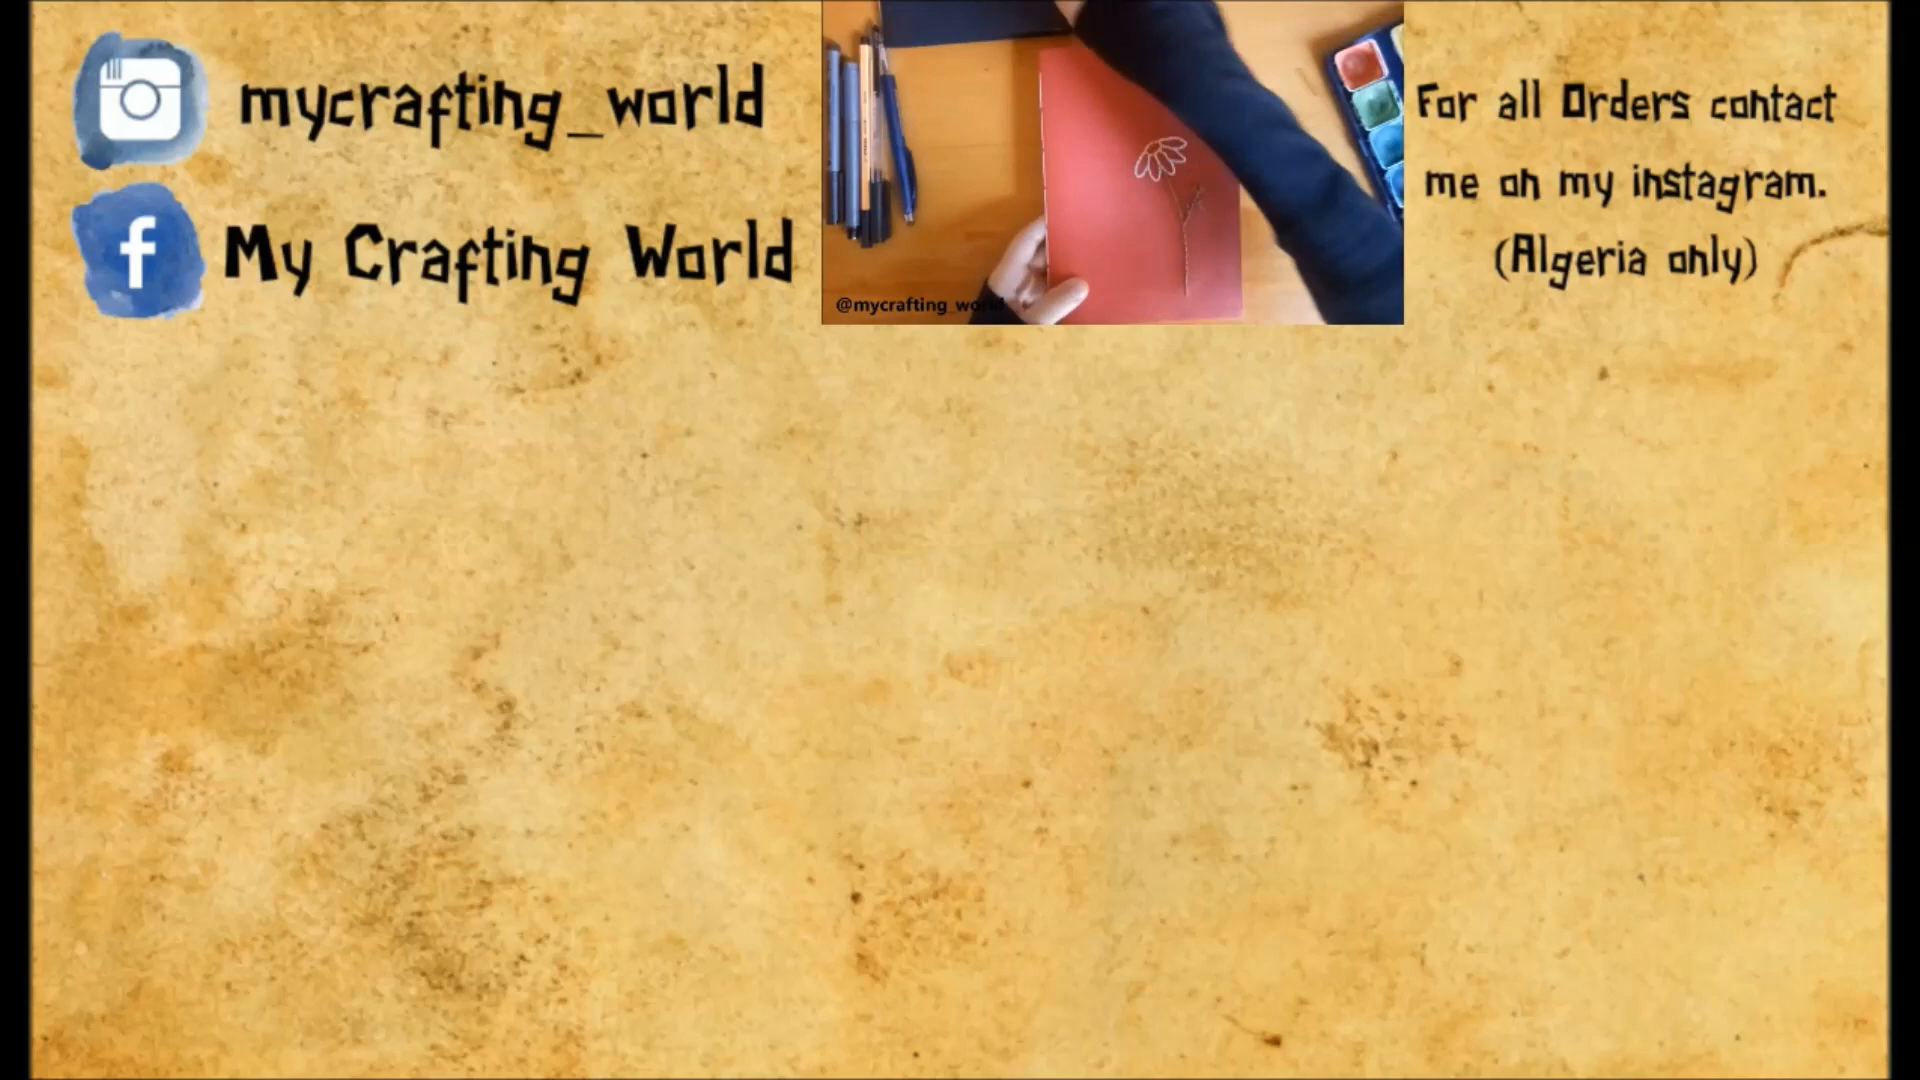 mycrafting_world
My Crafting World
@mycrafting_world
For all Orders contact
me on my instagram.
(Algeria only)